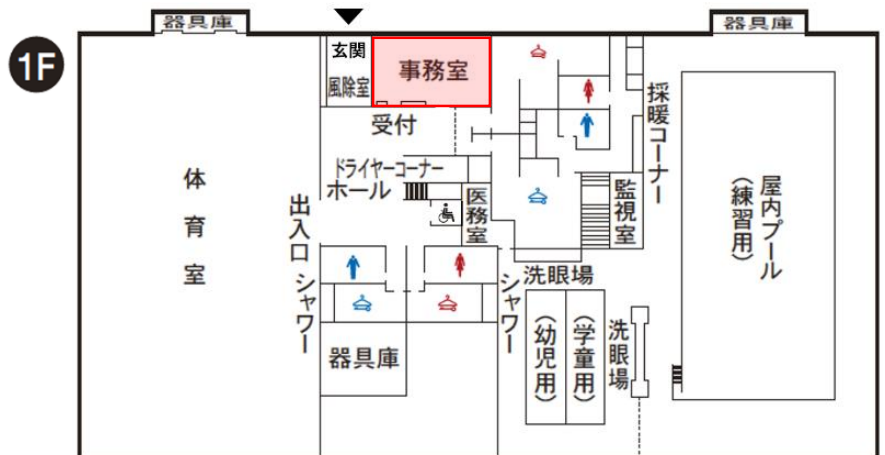 1F
器具庫
器具庫
玄関
風除室
事務室
受付
ドライヤーコーナー
ホール
医務室
監視室
採暖コーナー
体育室
出入口
シャワー
シャワー
洗眼場
屋内プール
（練習用）
（幼児用）
（学童用）
洗眼場
器具庫